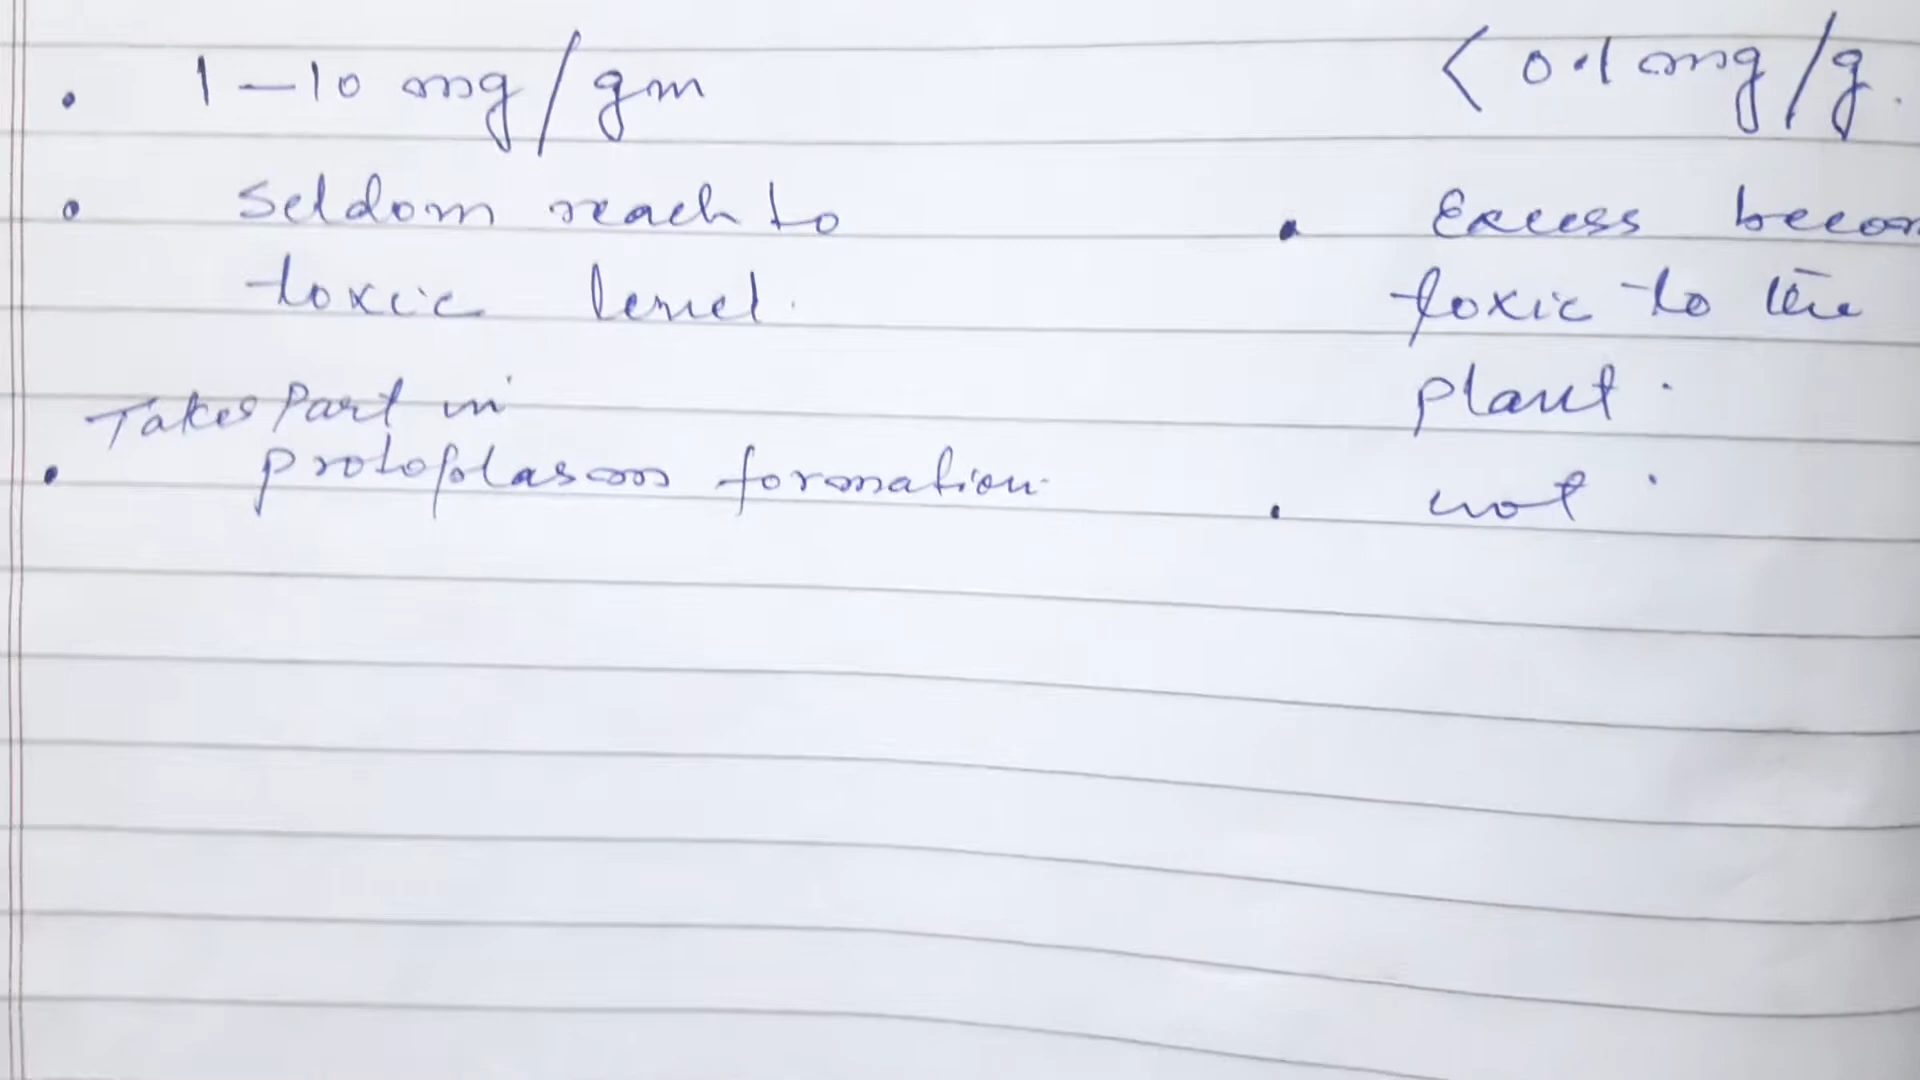 • 1 – 10 mg/gm
< 0.1 mg/g.
• Seldom reach to
toxic level.
• Excess becom
toxic to the
plant.
Takes Part in
• protoplasm formation.
• not.